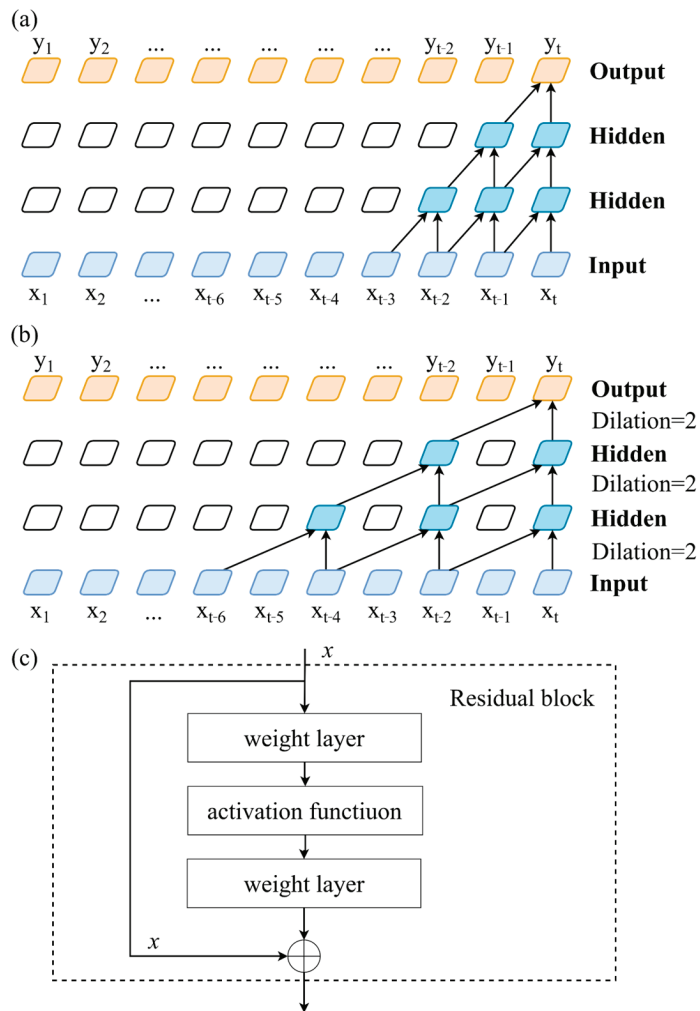 (a)
y1 y2 ... ... ... ... ... yt-2 yt-1 yt
Output
Hidden
Hidden
Input
x1 x2 ... xt-6 xt-5 xt-4 xt-3 xt-2 xt-1 xt
(b)
y1 y2 ... ... ... ... ... yt-2 yt-1 yt
Output
Dilation=2
Hidden
Dilation=2
Hidden
Dilation=2
Input
x1 x2 ... xt-6 xt-5 xt-4 xt-3 xt-2 xt-1 xt
(c)
x
Residual block
weight layer
activation functiuon
weight layer
x